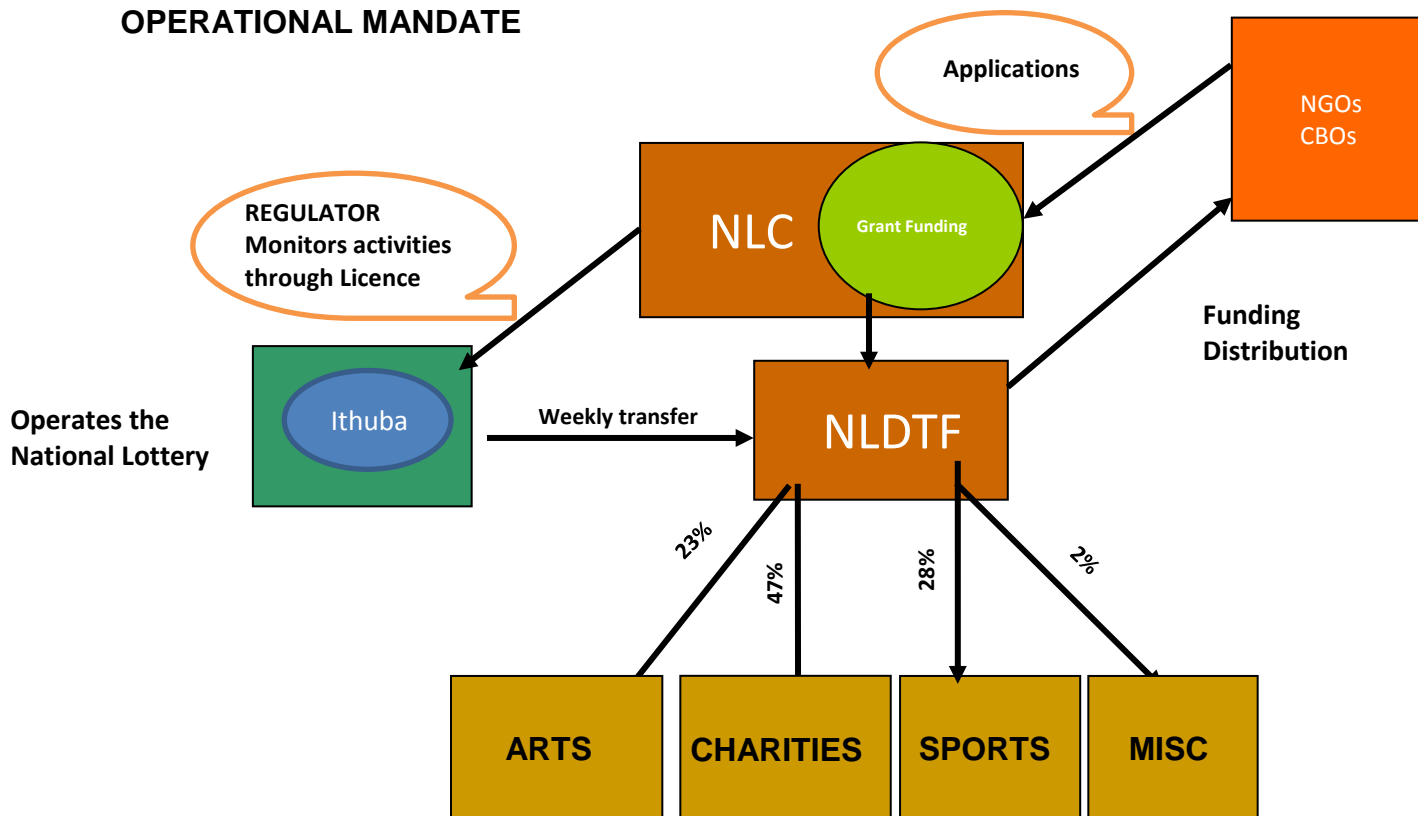 OPERATIONAL MANDATE
Applications
NGOs
CBOs
REGULATOR
Monitors activities
through Licence
NLC
Grant Funding
Funding
Distribution
Operates the
National Lottery
Ithuba
Weekly transfer
NLDTF
23%
47%
28%
2%
ARTS
CHARITIES
SPORTS
MISC